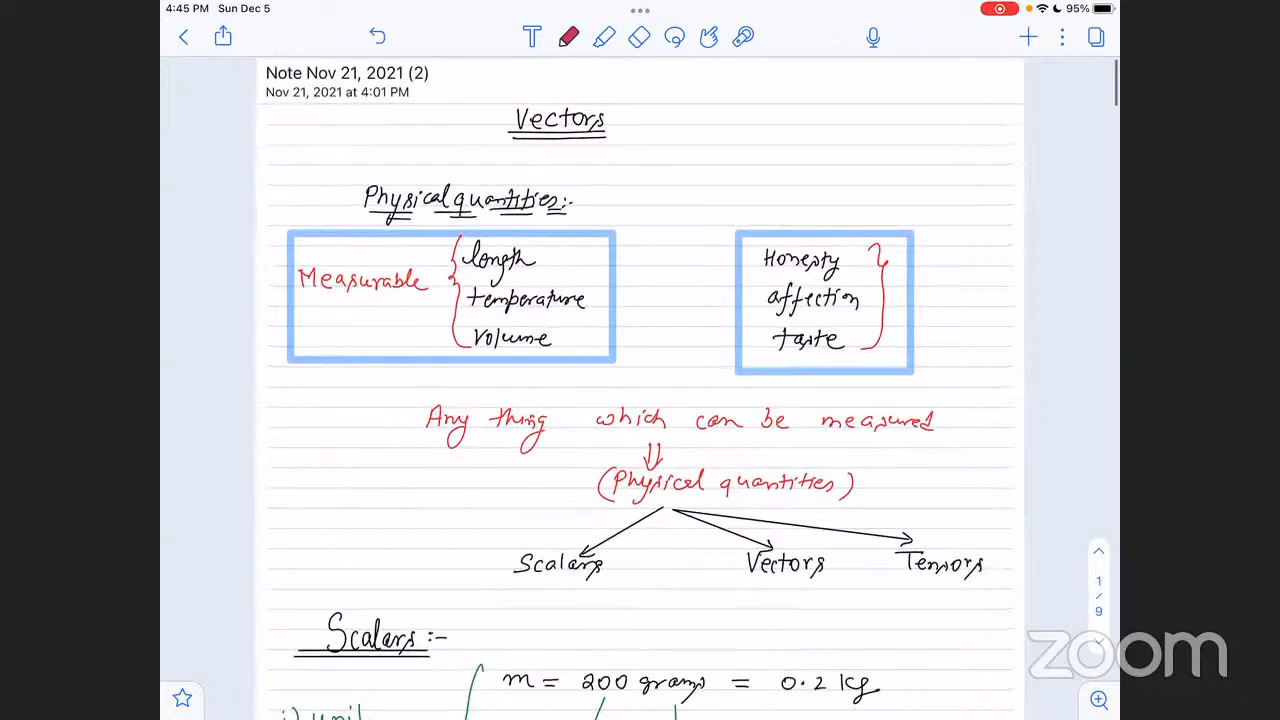 4:45 PM Sun Dec 5
95%
Note Nov 21, 2021 (2)
Nov 21, 2021 at 4:01 PM
Vectors
Physical quantities:-
Measurable
length
temperature
volume
Honesty
affection
taste
Any thing which can be measured
(Physical quantities)
Scalars Vectors Tensors
1
/
9
Scalars :-
m = 200 grams = 0.2 kg
i) unit
zoom